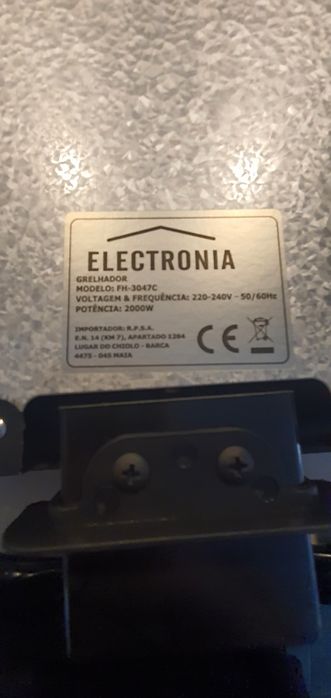 ELECTRONIA
GRELHADOR
MODELO: FH-3047C
VOLTAGEM & FREQUÊNCIA: 220-240V ~ 50/60Hz
POTÊNCIA: 2000W
IMPORTADOR: R.P.S.A.
E.N. 14 (KM 7), APARTADO 1284
LUGAR DO CHIOLO - BARCA
4475 - 045 MAIA
CE